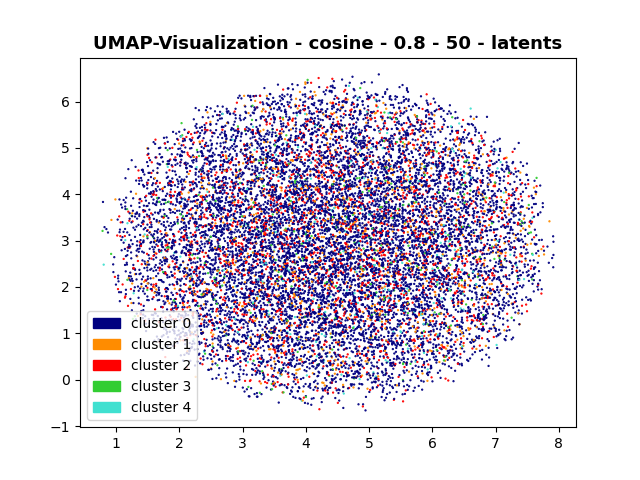 UMAP-Visualization - cosine - 0.8 - 50 - latents
6
5
4
3
2
1
0
−1
cluster 0
cluster 1
cluster 2
cluster 3
cluster 4
1 2 3 4 5 6 7 8